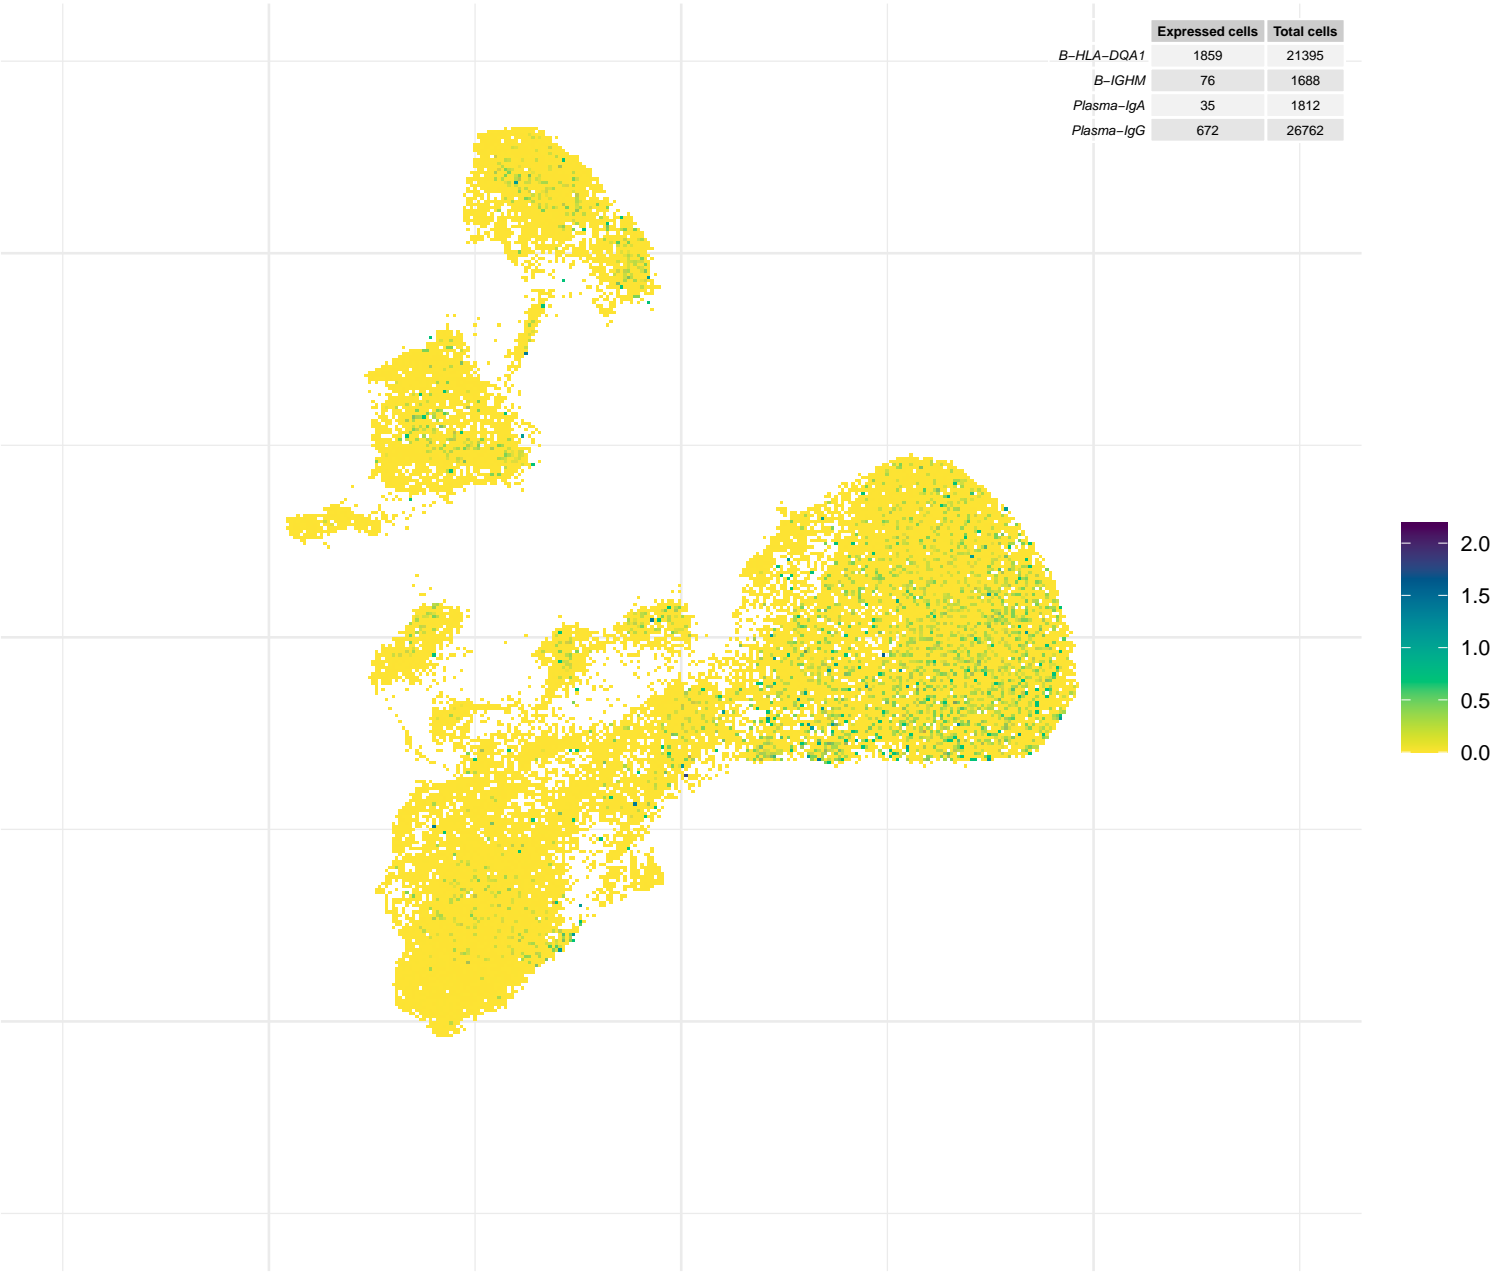 Expressed cells Total cells
B−HLA−DQA1 1859 21395
B−IGHM 76 1688
Plasma−IgA 35 1812
Plasma−IgG 672 26762
2.0
1.5
1.0
0.5
0.0